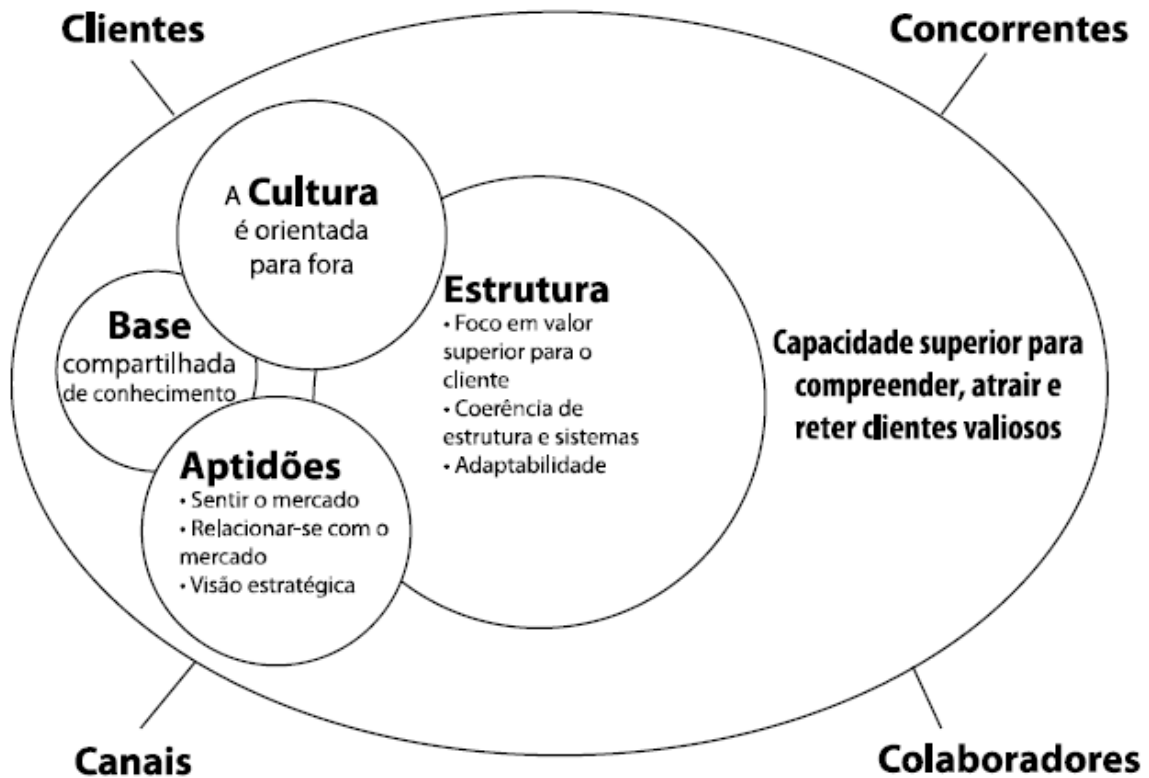 Clientes
Concorrentes
A Cultura
é orientada
para fora
Base
compartilhada
de conhecimento
Aptidões
• Sentir o mercado
• Relacionar-se com o
mercado
• Visão estratégica
Estrutura
• Foco em valor
superior para o
cliente
• Coerência de
estrutura e sistemas
• Adaptabilidade
Capacidade superior para
compreender, atrair e
reter clientes valiosos
Canais
Colaboradores